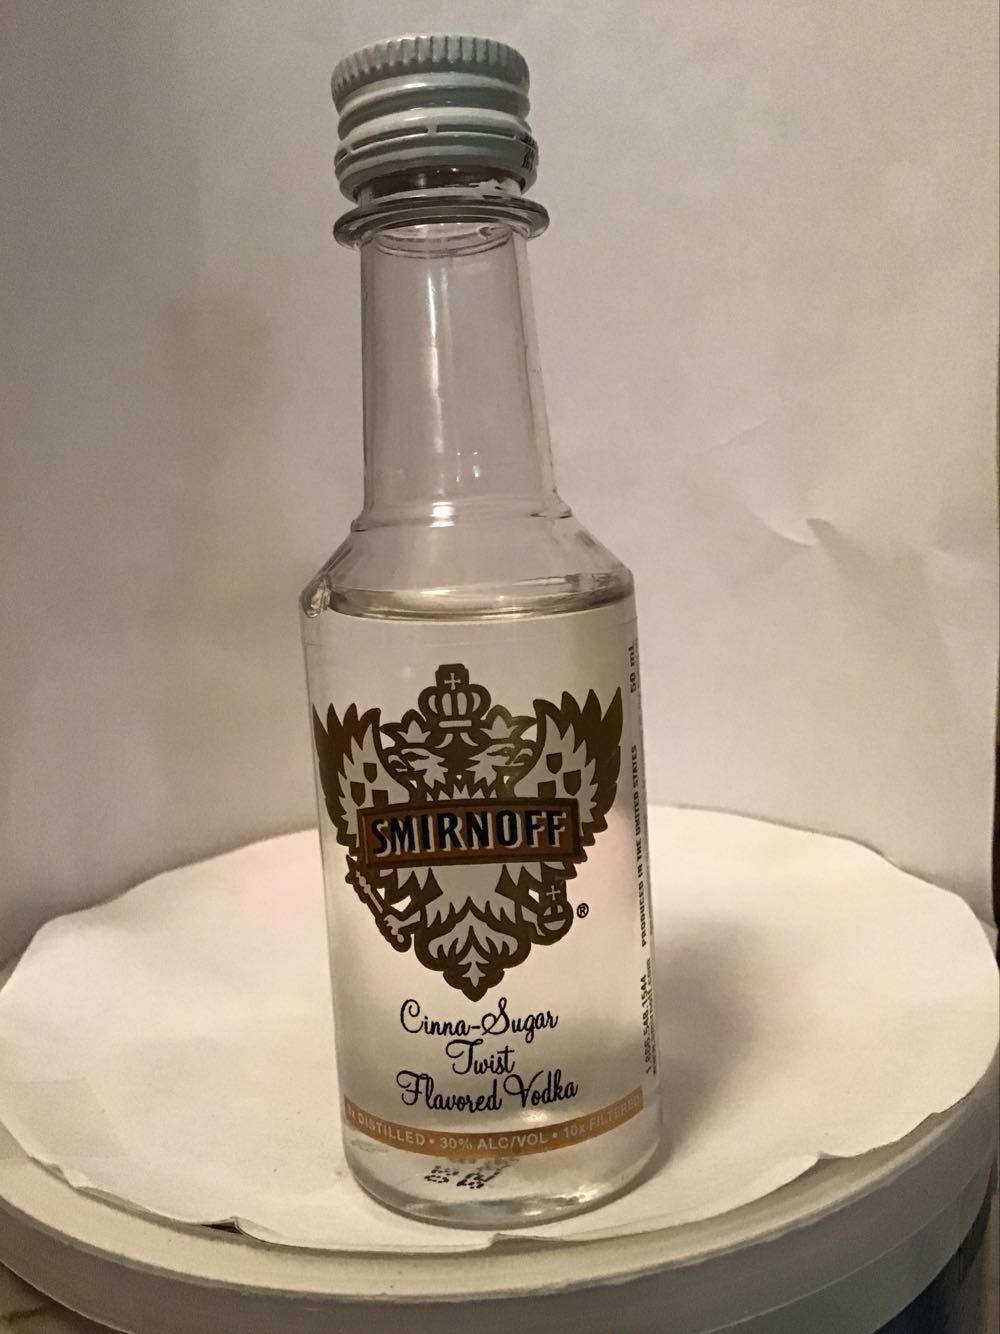 SMIRNOFF
®
Cinna-Sugar
Twist
Flavored Vodka
DISTILLED • 30% ALC/VOL • 10x FILTERED
PRODUCED IN THE UNITED STATES 50 mL